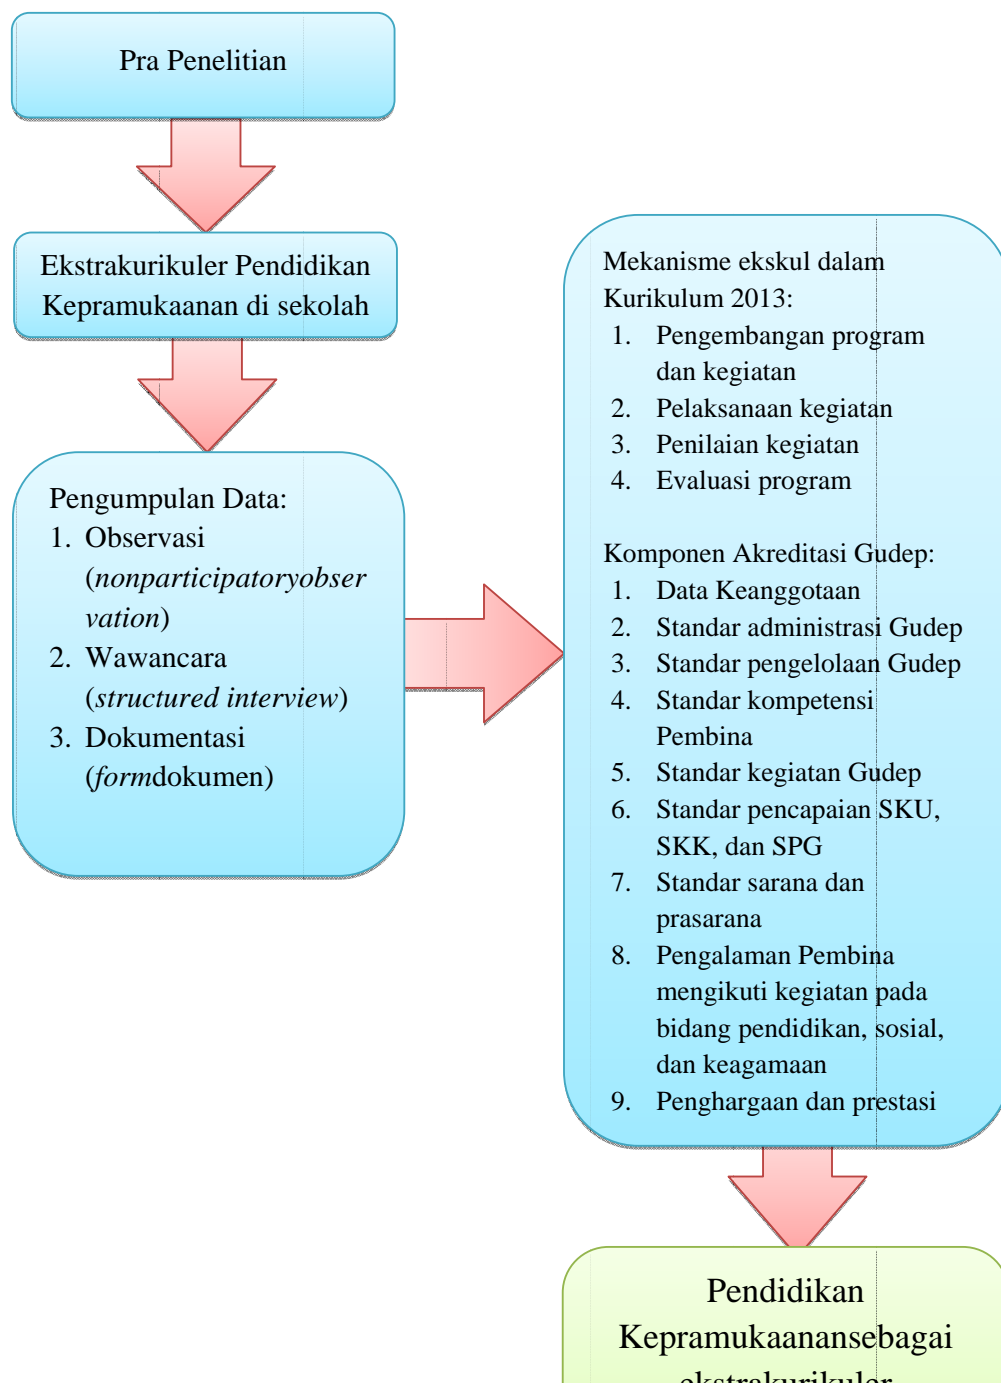 Pra Penelitian
Ekstrakurikuler Pendidikan
Kepramukaanan di sekolah
Pengumpulan Data:
1. Observasi
(nonparticipatoryobser
vation)
2. Wawancara
(structured interview)
3. Dokumentasi
(formdokumen)
Mekanisme ekskul dalam
Kurikulum 2013:
1. Pengembangan program
dan kegiatan
2. Pelaksanaan kegiatan
3. Penilaian kegiatan
4. Evaluasi program
Komponen Akreditasi Gudep:
1. Data Keanggotaan
2. Standar administrasi Gudep
3. Standar pengelolaan Gudep
4. Standar kompetensi
Pembina
5. Standar kegiatan Gudep
6. Standar pencapaian SKU,
SKK, dan SPG
7. Standar sarana dan
prasarana
8. Pengalaman Pembina
mengikuti kegiatan pada
bidang pendidikan, sosial,
dan keagamaan
9. Penghargaan dan prestasi
Pendidikan
Kepramukaanansebagai
ekstrakurikuler